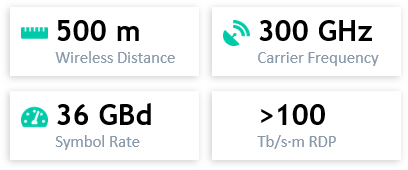 500 m
Wireless Distance
300 GHz
Carrier Frequency
36 GBd
Symbol Rate
>100
Tb/s·m RDP